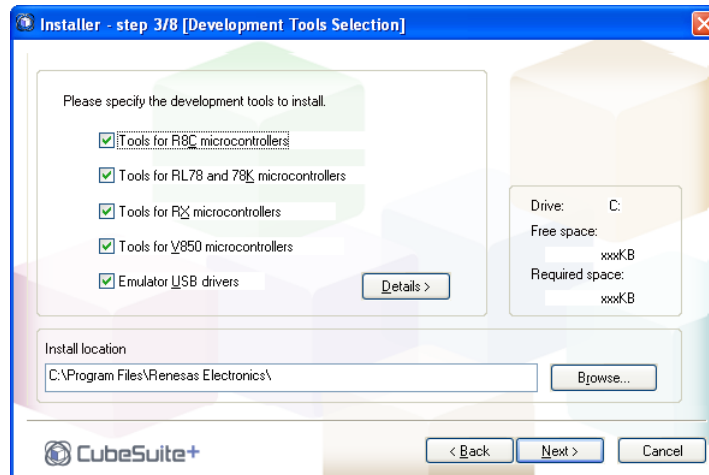 Installer - step 3/8 [Development Tools Selection]
Please specify the development tools to install.
Tools for R8C microcontrollers
Tools for RL78 and 78K microcontrollers
Tools for RX microcontrollers
Tools for V850 microcontrollers
Emulator USB drivers
Details >
Drive: C:
Free space:
xxxKB
Required space:
xxxKB
Install location
C:\Program Files\Renesas Electronics\
Browse...
CubeSuite+
< Back Next > Cancel